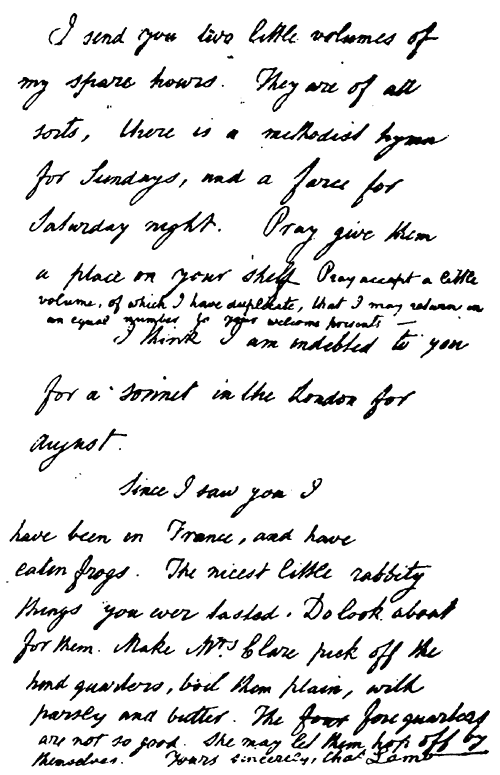 I send you two little volumes of
my spare hours. They are of all
sorts, there is a methodist hymn
for Sundays, and a farce for
Saturday night. Pray give them
a place on your shelf. Pray accept a little
volume, of which I have duplicate, that I may return in
an equal number to your welcome presents —
I think I am indebted to you
for a sonnet in the London for
August.
Since I saw you I
have been in France, and have
eaten frogs. The nicest little rabbity
things you ever tasted. Do look about
for them. Make Mrs Clare pick off the
hind quarters, boil them plain, with
parsley and butter. The four fore quarters
are not so good. She may let them hop off by
themselves. Yours sincerely, Chas Lamb